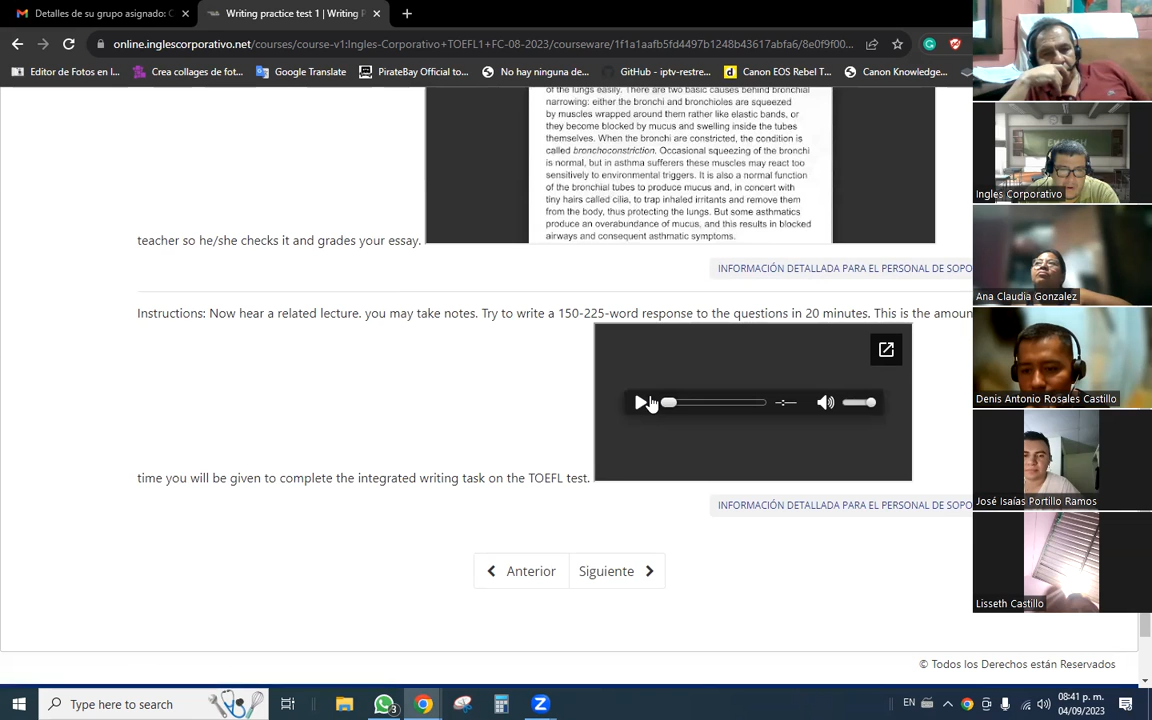 Detalles de su grupo asignado: C
Writing practice test 1 | Writing P
online.inglescorporativo.net/courses/course-v1:Ingles-Corporativo+TOEFL1+FC-08-2023/courseware/1f1a1aafb5fd4497b1248b43617abfa6/8e0f9f00...
Editor de Fotos en l...
Crea collages de fot...
Google Translate
PirateBay Official to...
No hay ninguna de...
GitHub - iptv-restre...
Canon EOS Rebel T...
Canon Knowledge...
of the lungs easily. There are two basic causes behind bronchial
narrowing: either the bronchi and bronchioles are squeezed
by muscles wrapped around them rather like elastic bands, or
they become blocked by mucus and swelling inside the tubes
themselves. When the bronchi are constricted, the condition is
called bronchoconstriction. Occasional squeezing of the bronchi
is normal, but in asthma sufferers these muscles may react too
sensitively to environmental triggers. It is also a normal function
of the bronchial tubes to produce mucus and, in concert with
tiny hairs called cilia, to trap inhaled irritants and remove them
from the body, thus protecting the lungs. But some asthmatics
produce an overabundance of mucus, and this results in blocked
airways and consequent asthmatic symptoms.
teacher so he/she checks it and grades your essay.
INFORMACIÓN DETALLADA PARA EL PERSONAL DE SOPO
Instructions: Now hear a related lecture. you may take notes. Try to write a 150-225-word response to the questions in 20 minutes. This is the amoun
-:--
time you will be given to complete the integrated writing task on the TOEFL test.
INFORMACIÓN DETALLADA PARA EL PERSONAL DE SOPO
Anterior
Siguiente
© Todos los Derechos están Reservados
Ingles Corporativo
Ana Claudia Gonzalez
Denis Antonio Rosales Castillo
José Isaías Portillo Ramos
Lisseth Castillo
Type here to search
3
EN
08:41 p. m.
04/09/2023